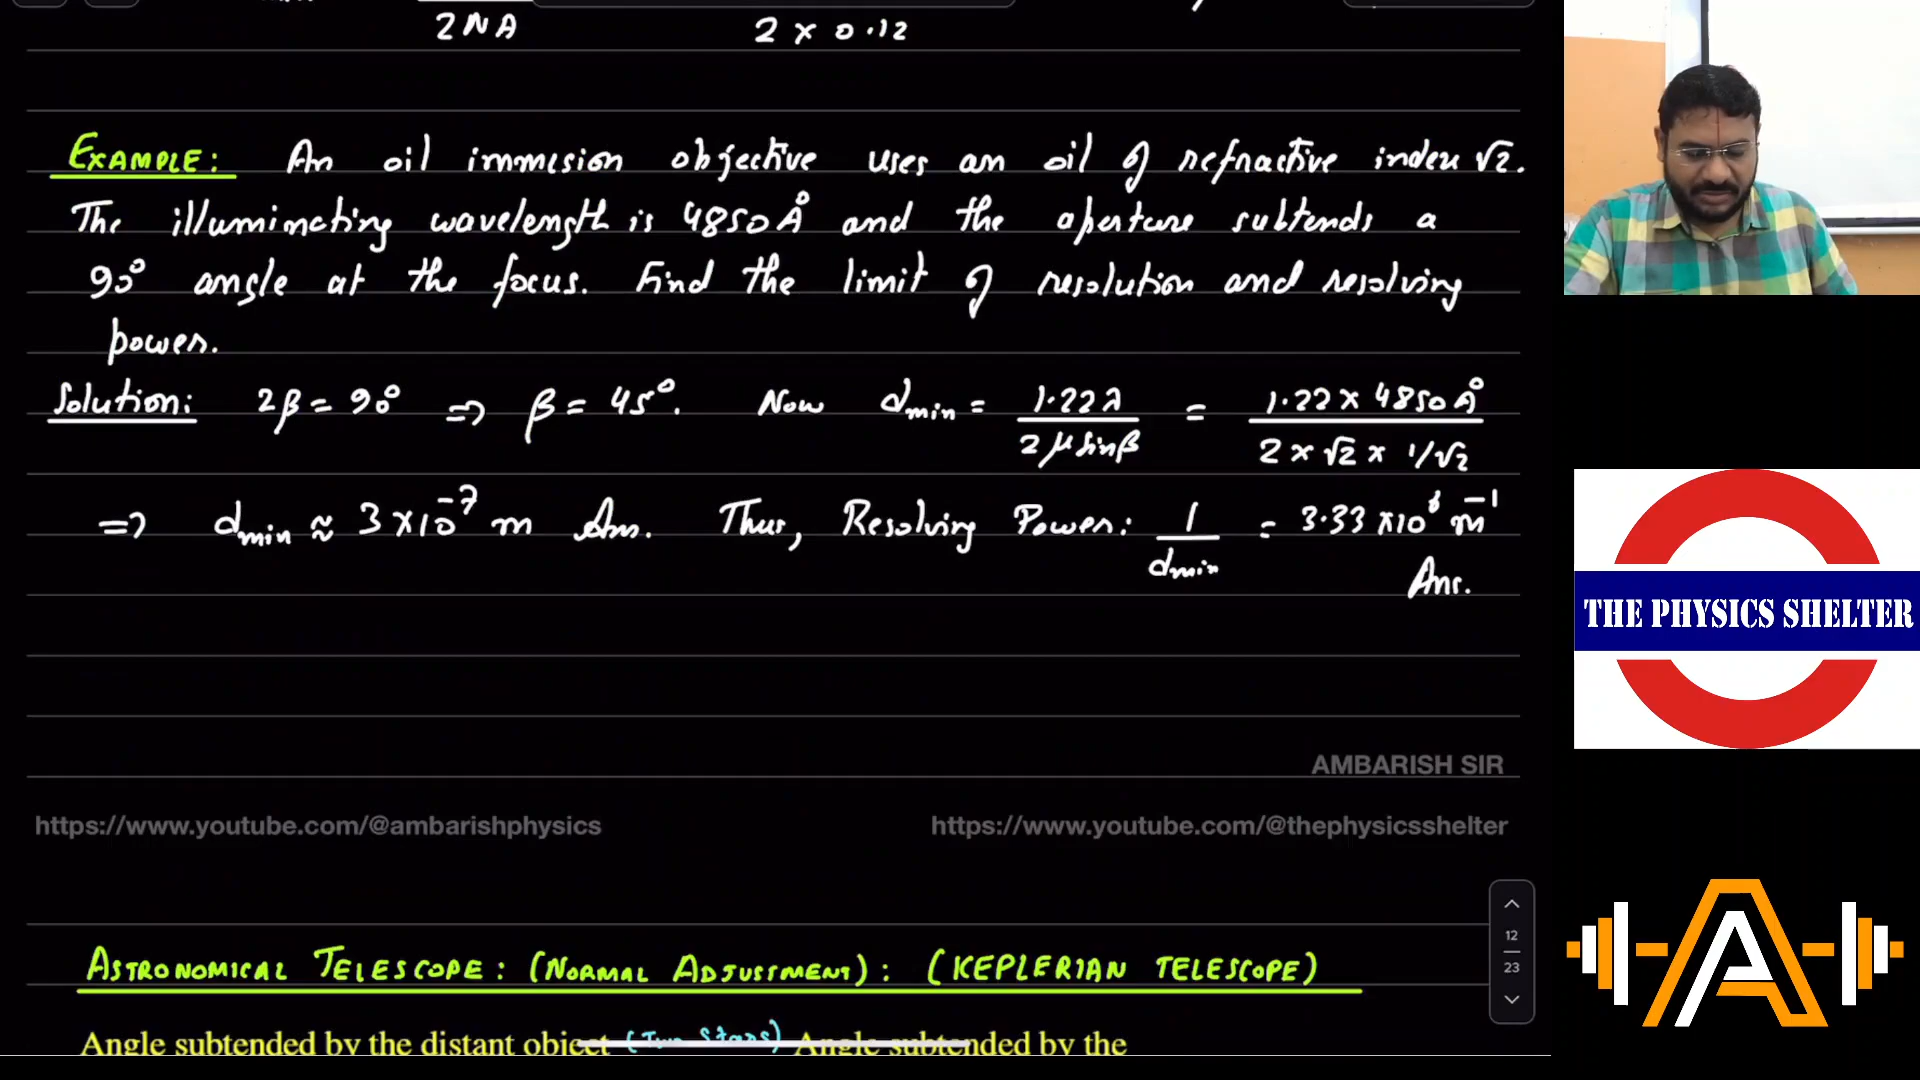 2NA
2 × 0.12
EXAMPLE: An oil immesion objective uses an oil of refractive index √2.
The illuminating wavelength is 4850 Å and the aperture subtends a
90° angle at the focus. Find the limit of resolution and resolving
power.
Solution: 2β = 90° => β = 45°. Now dmin = 1.22λ / 2μsinβ = 1.22 × 4850 Å / 2 × √2 × 1/√2
=> dmin ≈ 3×10⁻⁷ m Ans. Thus, Resolving Power: 1/dmin = 3.33 ×10⁶ m⁻¹
Ans.
AMBARISH SIR
https://www.youtube.com/@ambarishphysics
https://www.youtube.com/@thephysicsshelter
12
23
ASTRONOMICAL TELESCOPE: (NORMAL ADJUSTMENT): (KEPLERIAN TELESCOPE)
Angle subtended by the distant object (Two Stars) Angle subtended by the
THE PHYSICS SHELTER